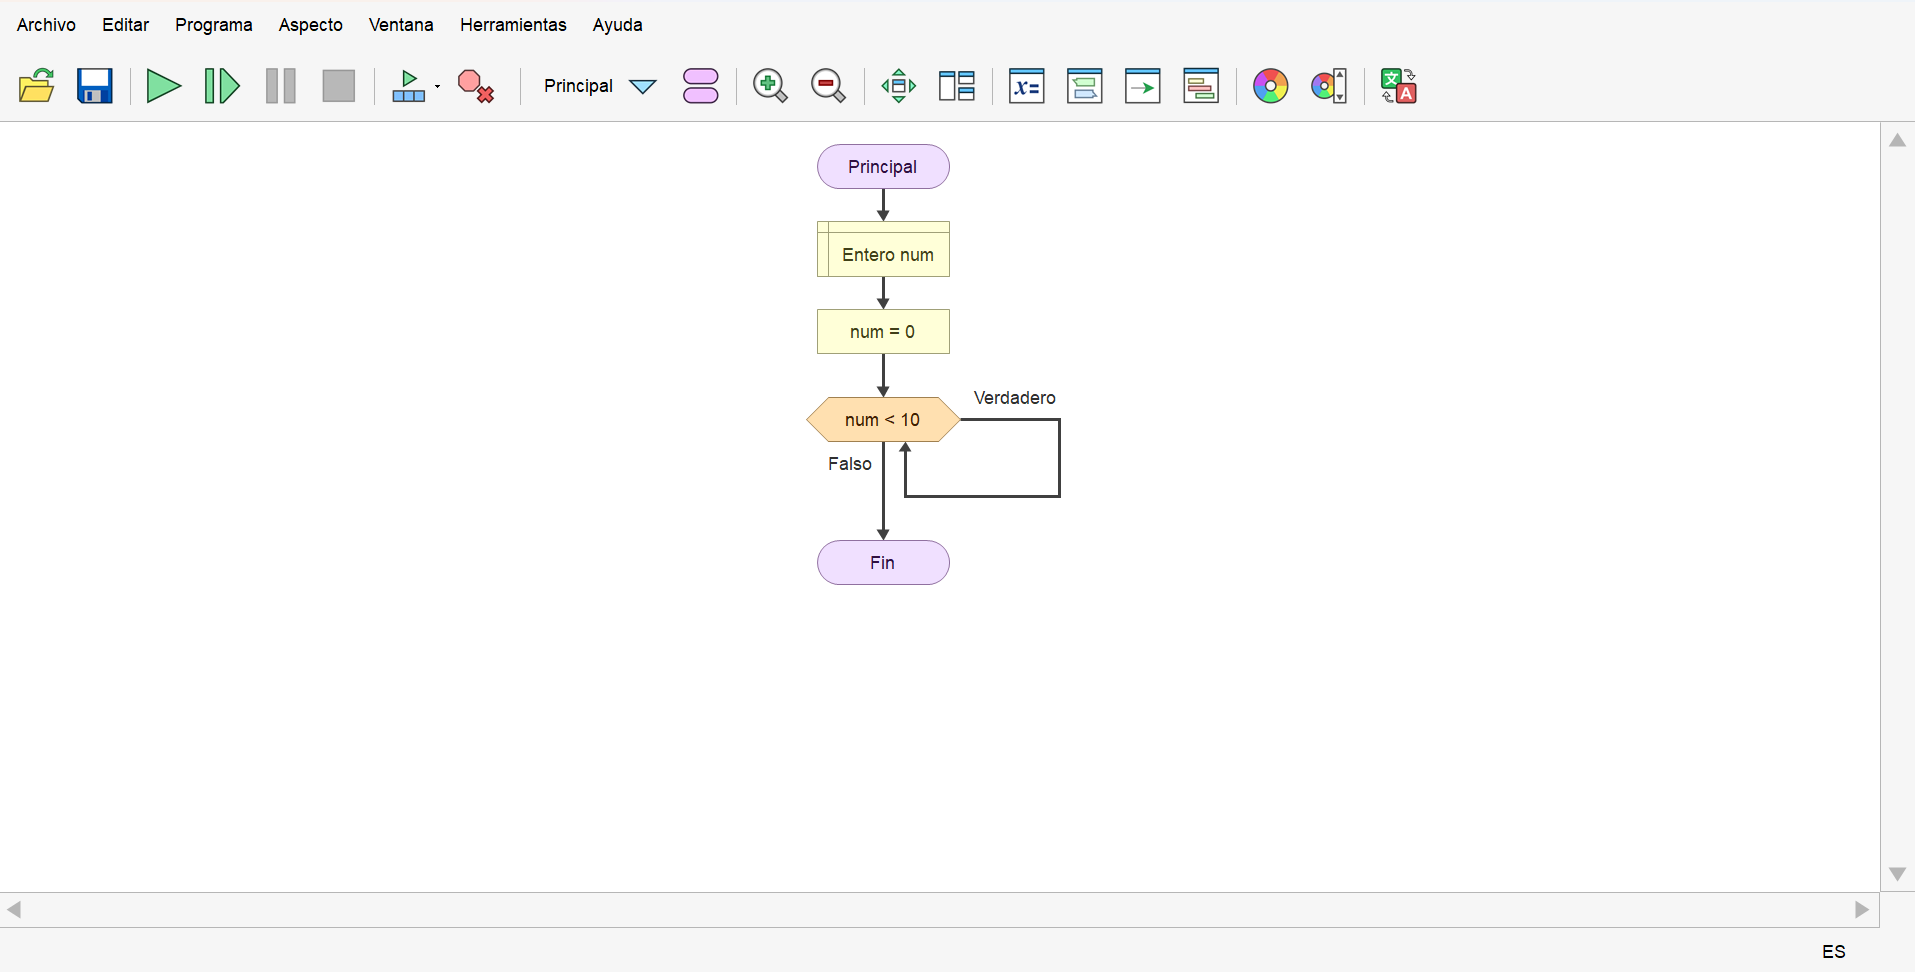 Archivo Editar Programa Aspecto Ventana Herramientas Ayuda
Principal
x=
文
A
Principal
Entero num
num = 0
num < 10
Verdadero
Falso
Fin
ES